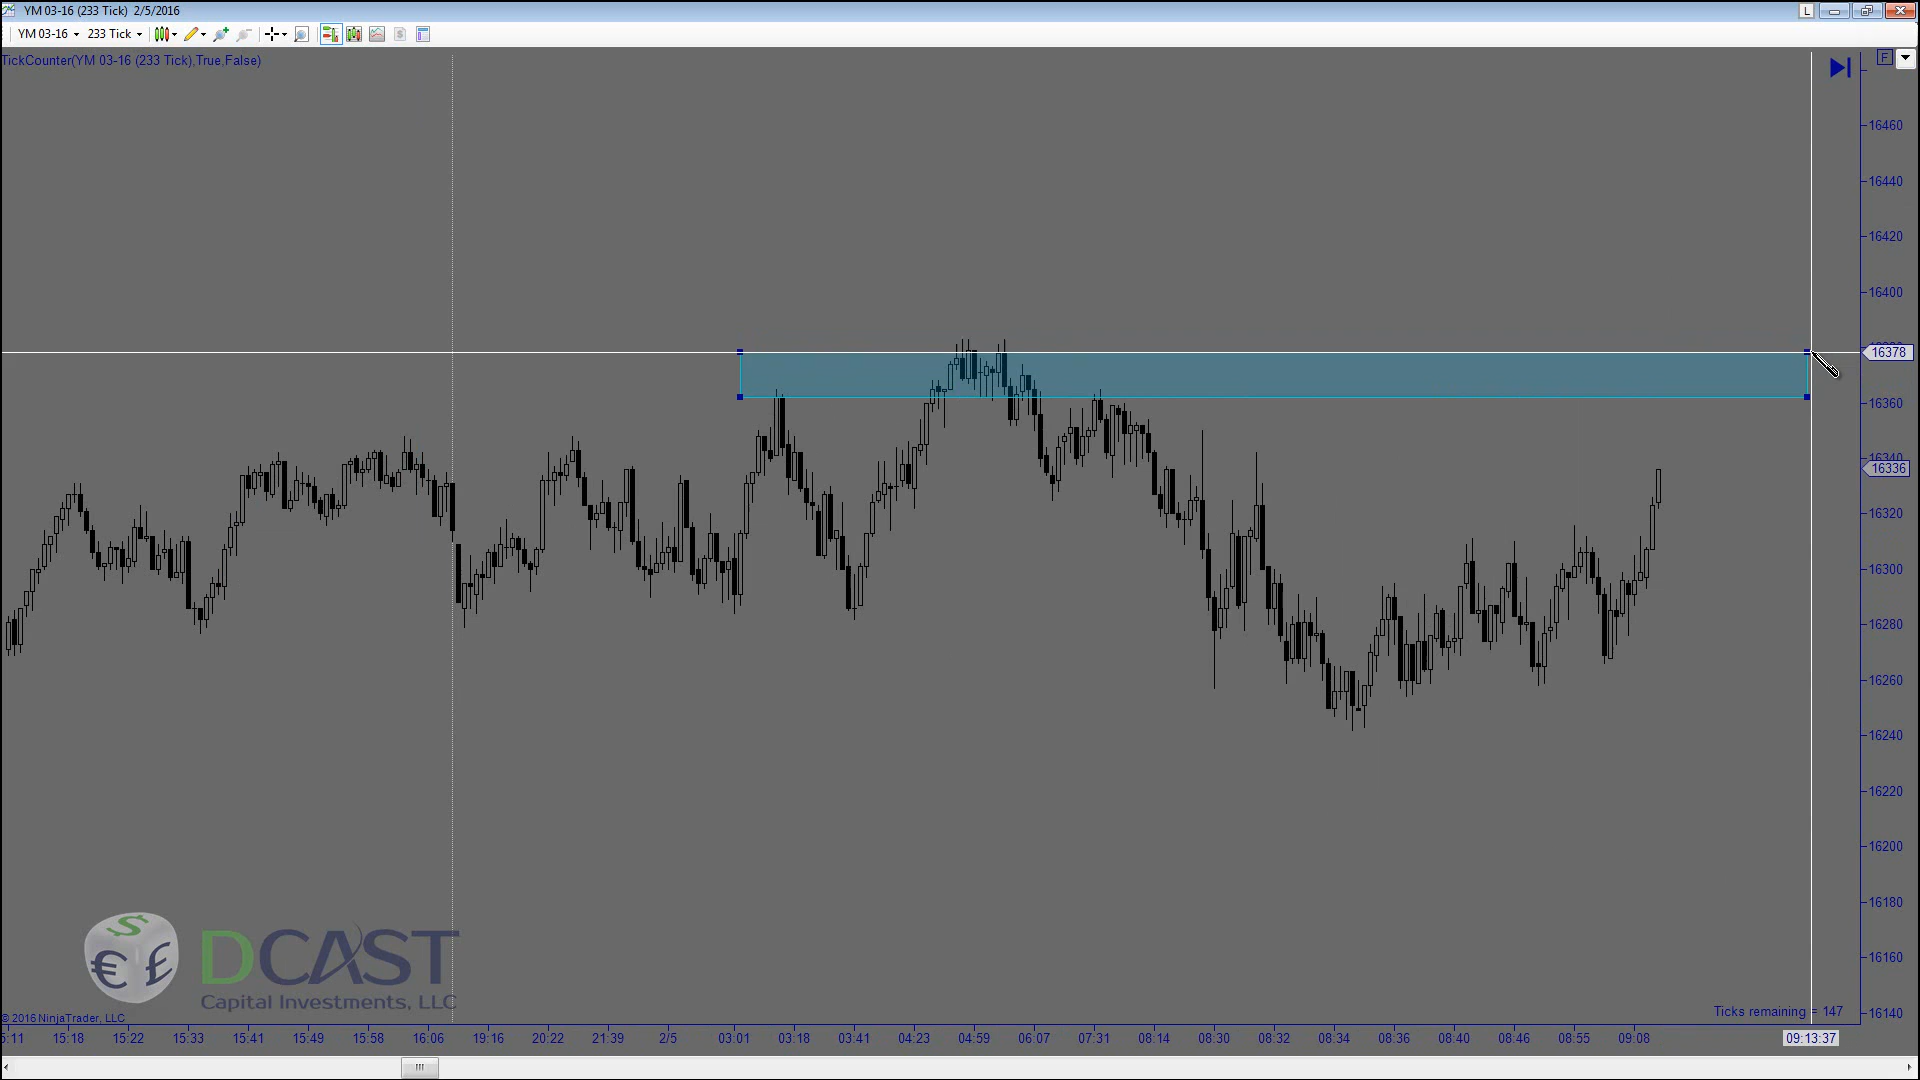 YM 03-16 (233 Tick) 2/5/2016
L
YM 03-16 233 Tick
TickCounter(YM 03-16 (233 Tick),True,False)
F
16460
16440
16420
16400
16378
16360
16340
16336
16320
16300
16280
16260
16240
16220
16200
16180
16160
16140
$
€ £
DCAST
Capital Investments, LLC
© 2016 NinjaTrader, LLC
Ticks remaining = 147
5:11 15:18 15:22 15:33 15:41 15:49 15:58 16:06 19:16 20:22 21:39 2/5 03:01 03:18 03:41 04:23 04:59 06:07 07:31 08:14 08:30 08:32 08:34 08:36 08:40 08:46 08:55 09:08 09:13:37